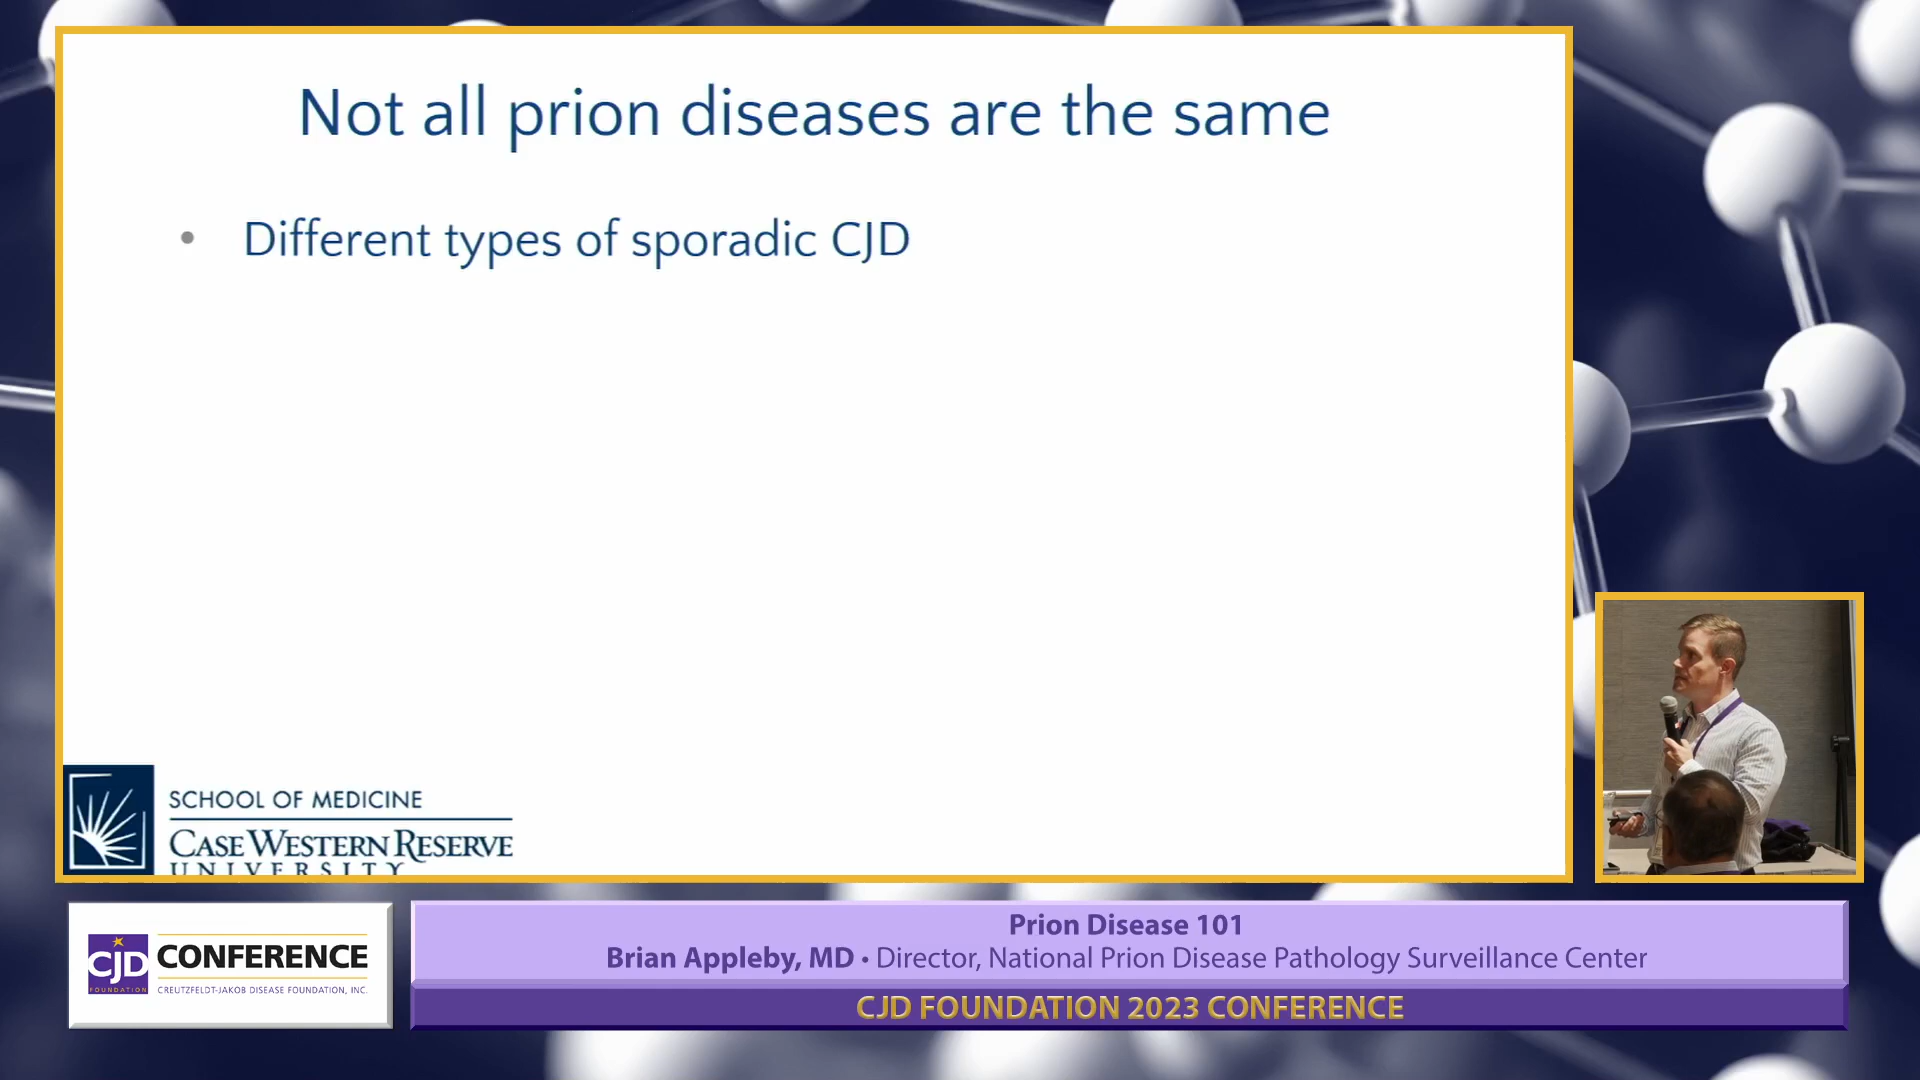 Not all prion diseases are the same
• Different types of sporadic CJD
SCHOOL OF MEDICINE
CASE WESTERN RESERVE
UNIVERSITY
CJD
FOUNDATION
CONFERENCE
CREUTZFELDT-JAKOB DISEASE FOUNDATION, INC.
Prion Disease 101
Brian Appleby, MD • Director, National Prion Disease Pathology Surveillance Center
CJD FOUNDATION 2023 CONFERENCE